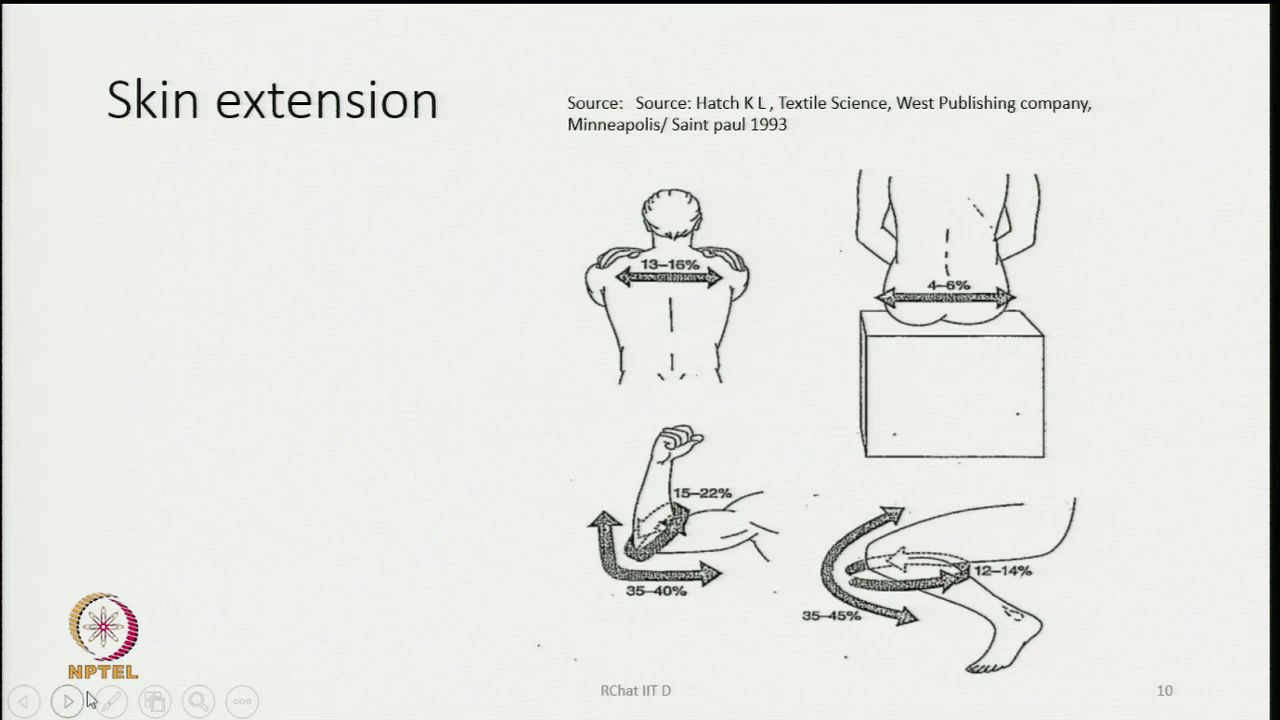 Skin extension
Source: Source: Hatch K L , Textile Science, West Publishing company,
Minneapolis/ Saint paul 1993
13–16%
4–6%
15–22%
35–40%
12–14%
35–45%
NPTEL
RChat IIT D
10